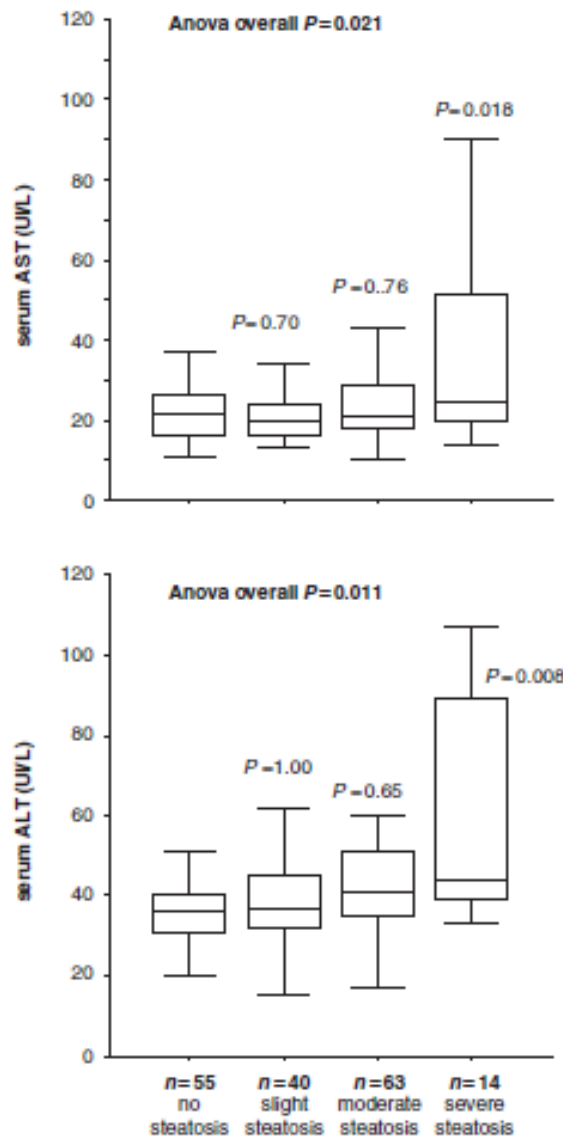 Anova overall P=0.021
120
100
80
60
40
20
0
serum AST (UI/L)
P=0.70
P=0..76
P=0.018
Anova overall P=0.011
120
100
80
60
40
20
0
serum ALT (UI/L)
P=1.00
P=0.65
P=0.008
n=55 n=40 n=63 n=14
no slight moderate severe
steatosis steatosis steatosis steatosis